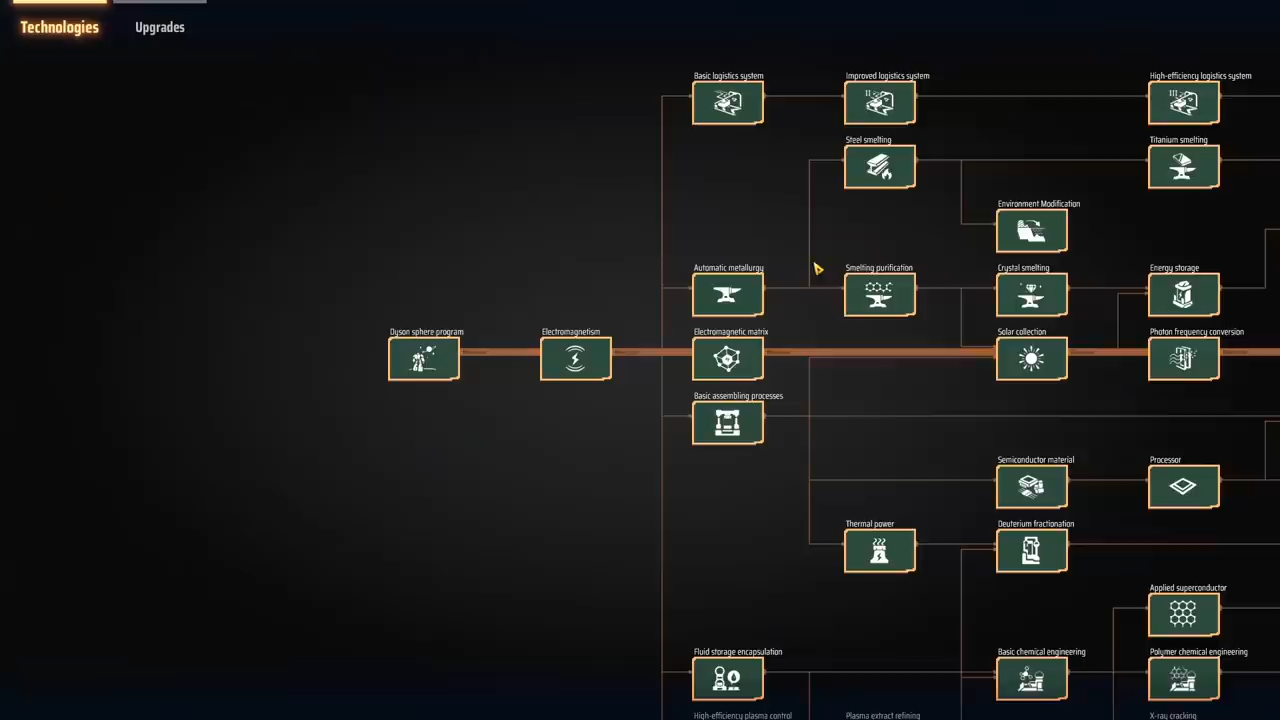 Technologies
Upgrades
Basic logistics system
Improved logistics system
High-efficiency logistics system
Steel smelting
Titanium smelting
Environment Modification
Automatic metallurgy
Smelting purification
Crystal smelting
Energy storage
Dyson sphere program
Electromagnetism
Electromagnetic matrix
Solar collection
Photon frequency conversion
Basic assembling processes
Semiconductor material
Processor
Thermal power
Deuterium fractionation
Applied superconductor
Fluid storage encapsulation
Basic chemical engineering
Polymer chemical engineering
High-efficiency plasma control
Plasma extract refining
X-ray cracking